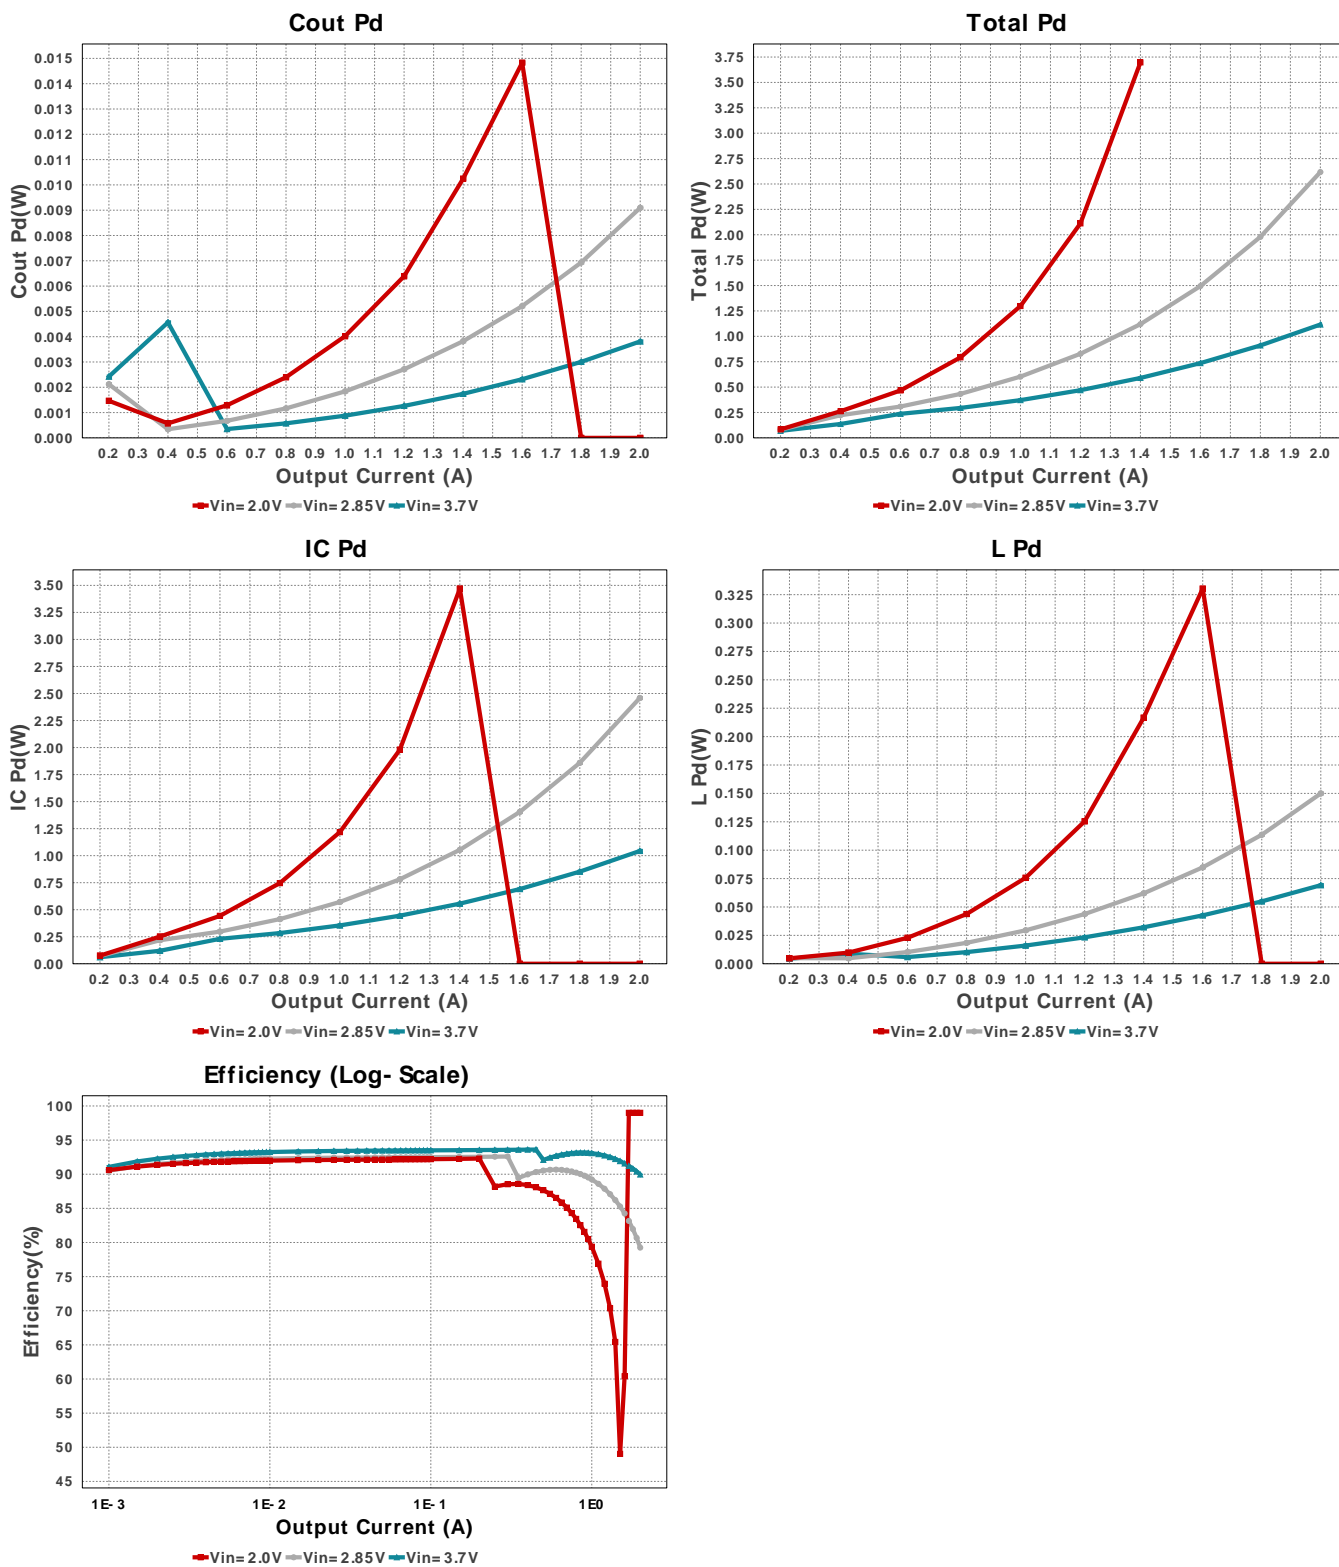 Cout Pd
0.015
0.014
0.013
0.012
0.011
0.010
0.009
0.008
0.007
0.006
0.005
0.004
0.003
0.002
0.001
0.000
Cout Pd(W)
0.2 0.3 0.4 0.5 0.6 0.7 0.8 0.9 1.0 1.1 1.2 1.3 1.4 1.5 1.6 1.7 1.8 1.9 2.0
Output Current (A)
Vin= 2.0V Vin= 2.85V Vin= 3.7V
Total Pd
3.75
3.50
3.25
3.00
2.75
2.50
2.25
2.00
1.75
1.50
1.25
1.00
0.75
0.50
0.25
0.00
Total Pd(W)
0.2 0.3 0.4 0.5 0.6 0.7 0.8 0.9 1.0 1.1 1.2 1.3 1.4 1.5 1.6 1.7 1.8 1.9 2.0
Output Current (A)
Vin= 2.0V Vin= 2.85V Vin= 3.7V
IC Pd
3.50
3.25
3.00
2.75
2.50
2.25
2.00
1.75
1.50
1.25
1.00
0.75
0.50
0.25
0.00
IC Pd(W)
0.2 0.3 0.4 0.5 0.6 0.7 0.8 0.9 1.0 1.1 1.2 1.3 1.4 1.5 1.6 1.7 1.8 1.9 2.0
Output Current (A)
Vin= 2.0V Vin= 2.85V Vin= 3.7V
L Pd
0.325
0.300
0.275
0.250
0.225
0.200
0.175
0.150
0.125
0.100
0.075
0.050
0.025
0.000
L Pd(W)
0.2 0.3 0.4 0.5 0.6 0.7 0.8 0.9 1.0 1.1 1.2 1.3 1.4 1.5 1.6 1.7 1.8 1.9 2.0
Output Current (A)
Vin= 2.0V Vin= 2.85V Vin= 3.7V
Efficiency (Log- Scale)
100
95
90
85
80
75
70
65
60
55
50
45
Efficiency(%)
1E- 3 1E- 2 1E- 1 1E0
Output Current (A)
Vin= 2.0V Vin= 2.85V Vin= 3.7V